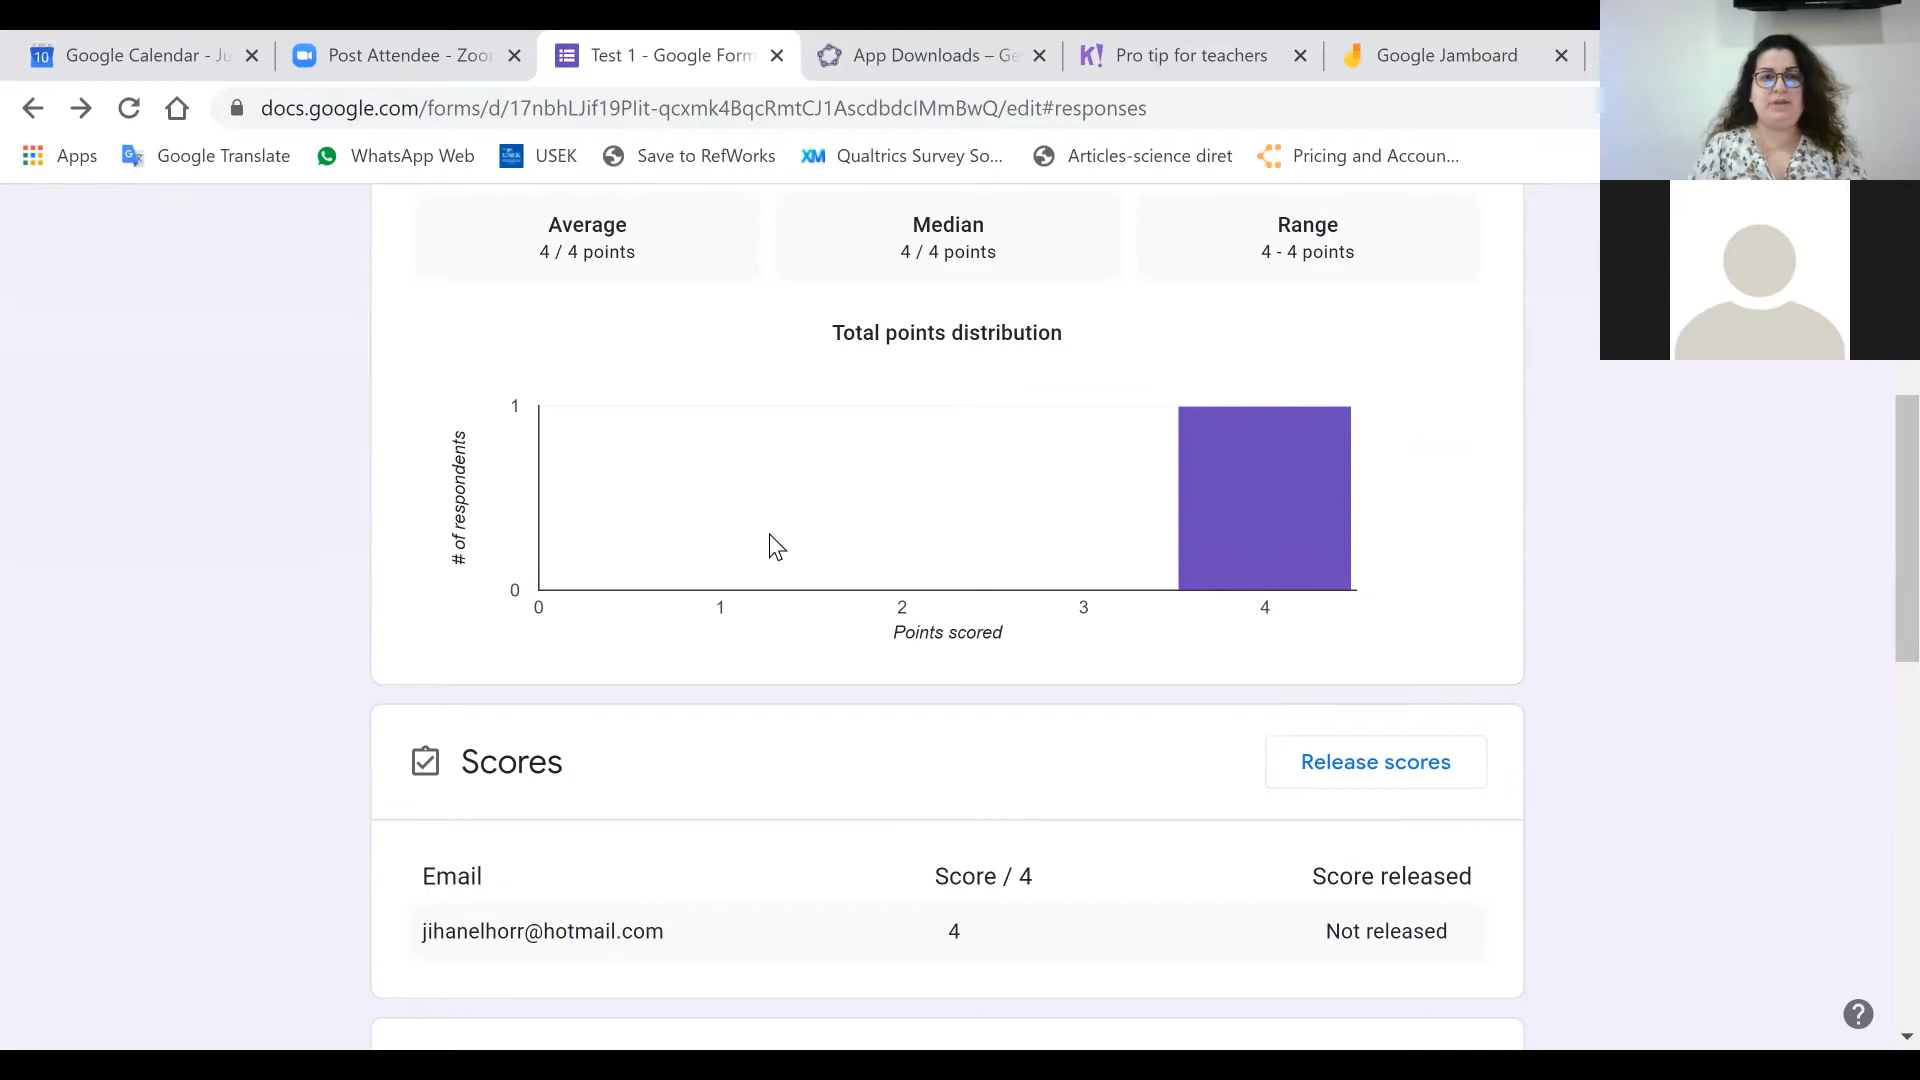 10 Google Calendar - Ju
Post Attendee - Zoo
Test 1 - Google Form
App Downloads – Ge
K! Pro tip for teachers
Google Jamboard
docs.google.com/forms/d/17nbhLJif19PIit-qcxmk4BqcRmtCJ1AscdbdcIMmBwQ/edit#responses
Apps
Google Translate
WhatsApp Web
USEK
Save to RefWorks
XM Qualtrics Survey So...
Articles-science diret
Pricing and Accoun...
Average
4 / 4 points
Median
4 / 4 points
Range
4 - 4 points
Total points distribution
# of respondents
1
0
0 1 2 3 4
Points scored
Scores
Release scores
Email Score / 4 Score released
jihanelhorr@hotmail.com 4 Not released
?